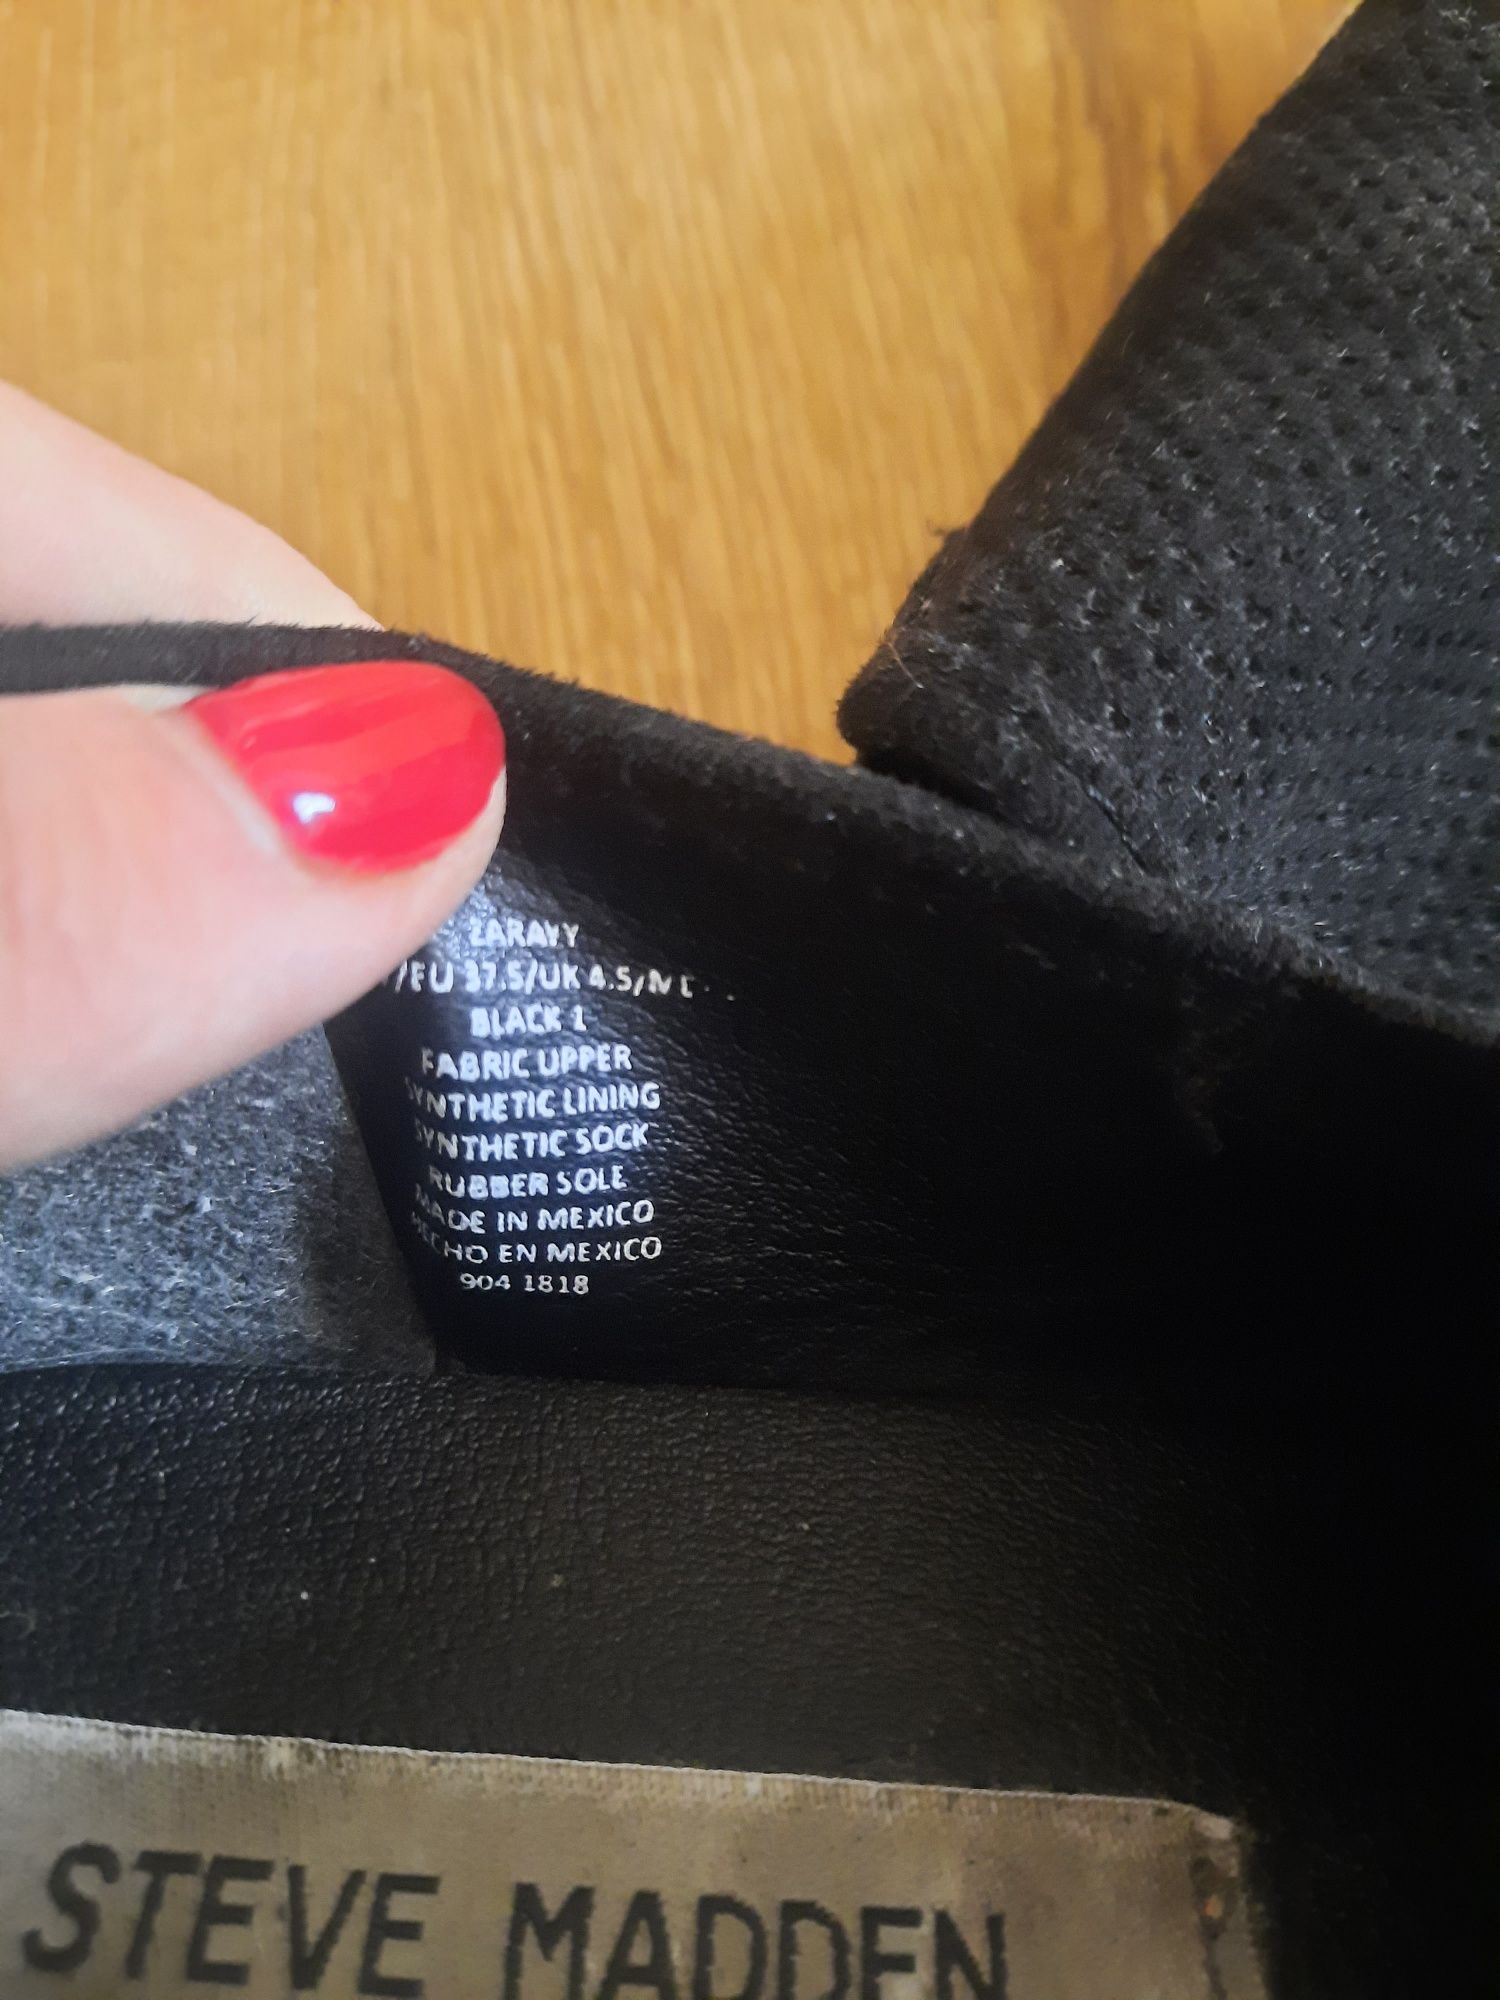 ZARAVY
/EU 37.5/UK 4.5/M
BLACK 1
FABRIC UPPER
SYNTHETIC LINING
SYNTHETIC SOCK
RUBBER SOLE
MADE IN MEXICO
HECHO EN MEXICO
904 1818
STEVE MADDEN